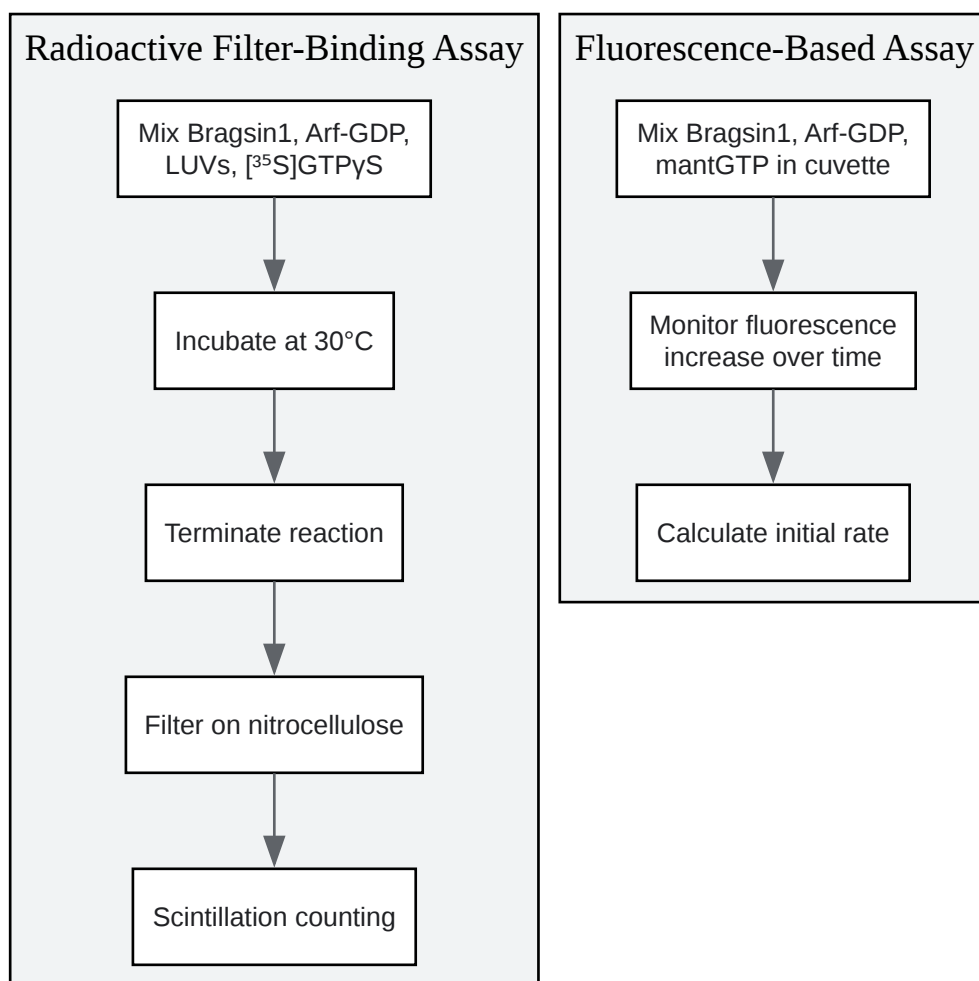 Radioactive Filter-Binding Assay
Mix Bragsin1, Arf-GDP,
LUVs, [³⁵S]GTPγS
Incubate at 30°C
Terminate reaction
Filter on nitrocellulose
Scintillation counting
Fluorescence-Based Assay
Mix Bragsin1, Arf-GDP,
mantGTP in cuvette
Monitor fluorescence
increase over time
Calculate initial rate